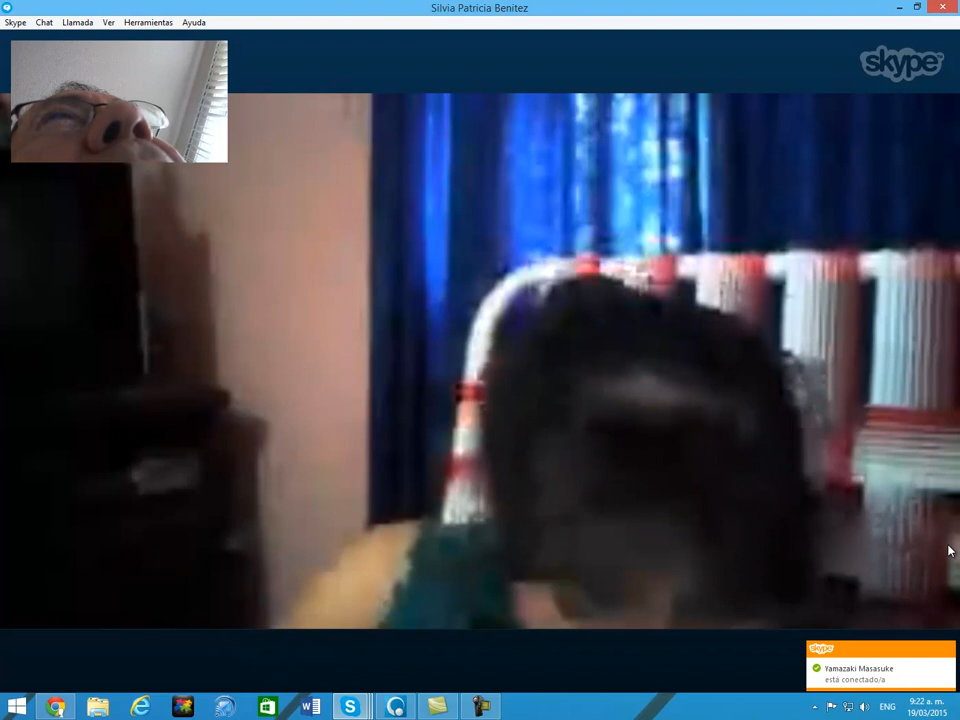 Silvia Patricia Benitez
Skype Chat Llamada Ver Herramientas Ayuda
skype
skype
Yamazaki Masasuke
está conectado/a
ENG
9:22 a. m.
19/03/2015